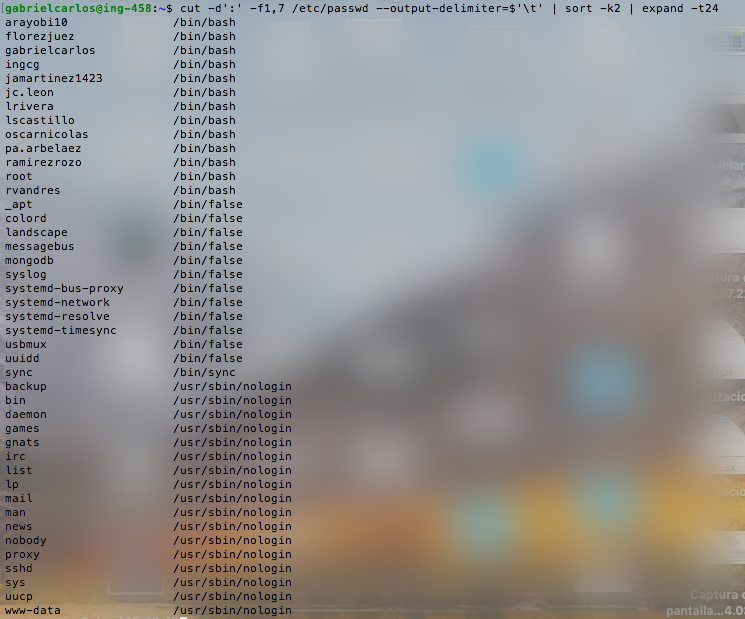 [gabrielcarlos@ing-458:~$ cut -d':' -f1,7 /etc/passwd --output-delimiter=$'\t' | sort -k2 | expand -t24
arayobi10 /bin/bash
florezjuez /bin/bash
gabrielcarlos /bin/bash
ingcg /bin/bash
jamartinez1423 /bin/bash
jc.leon /bin/bash
lrivera /bin/bash
lscastillo /bin/bash
oscarnicolas /bin/bash
pa.arbelaez /bin/bash
ramirezrozo /bin/bash
root /bin/bash
rvandres /bin/bash
_apt /bin/false
colord /bin/false
landscape /bin/false
messagebus /bin/false
mongodb /bin/false
syslog /bin/false
systemd-bus-proxy /bin/false
systemd-network /bin/false
systemd-resolve /bin/false
systemd-timesync /bin/false
usbmux /bin/false
uuidd /bin/false
sync /bin/sync
backup /usr/sbin/nologin
bin /usr/sbin/nologin
daemon /usr/sbin/nologin
games /usr/sbin/nologin
gnats /usr/sbin/nologin
irc /usr/sbin/nologin
list /usr/sbin/nologin
lp /usr/sbin/nologin
mail /usr/sbin/nologin
man /usr/sbin/nologin
news /usr/sbin/nologin
nobody /usr/sbin/nologin
proxy /usr/sbin/nologin
sshd /usr/sbin/nologin
sys /usr/sbin/nologin
uucp /usr/sbin/nologin
www-data /usr/sbin/nologin
Captura
pantalla...4.0